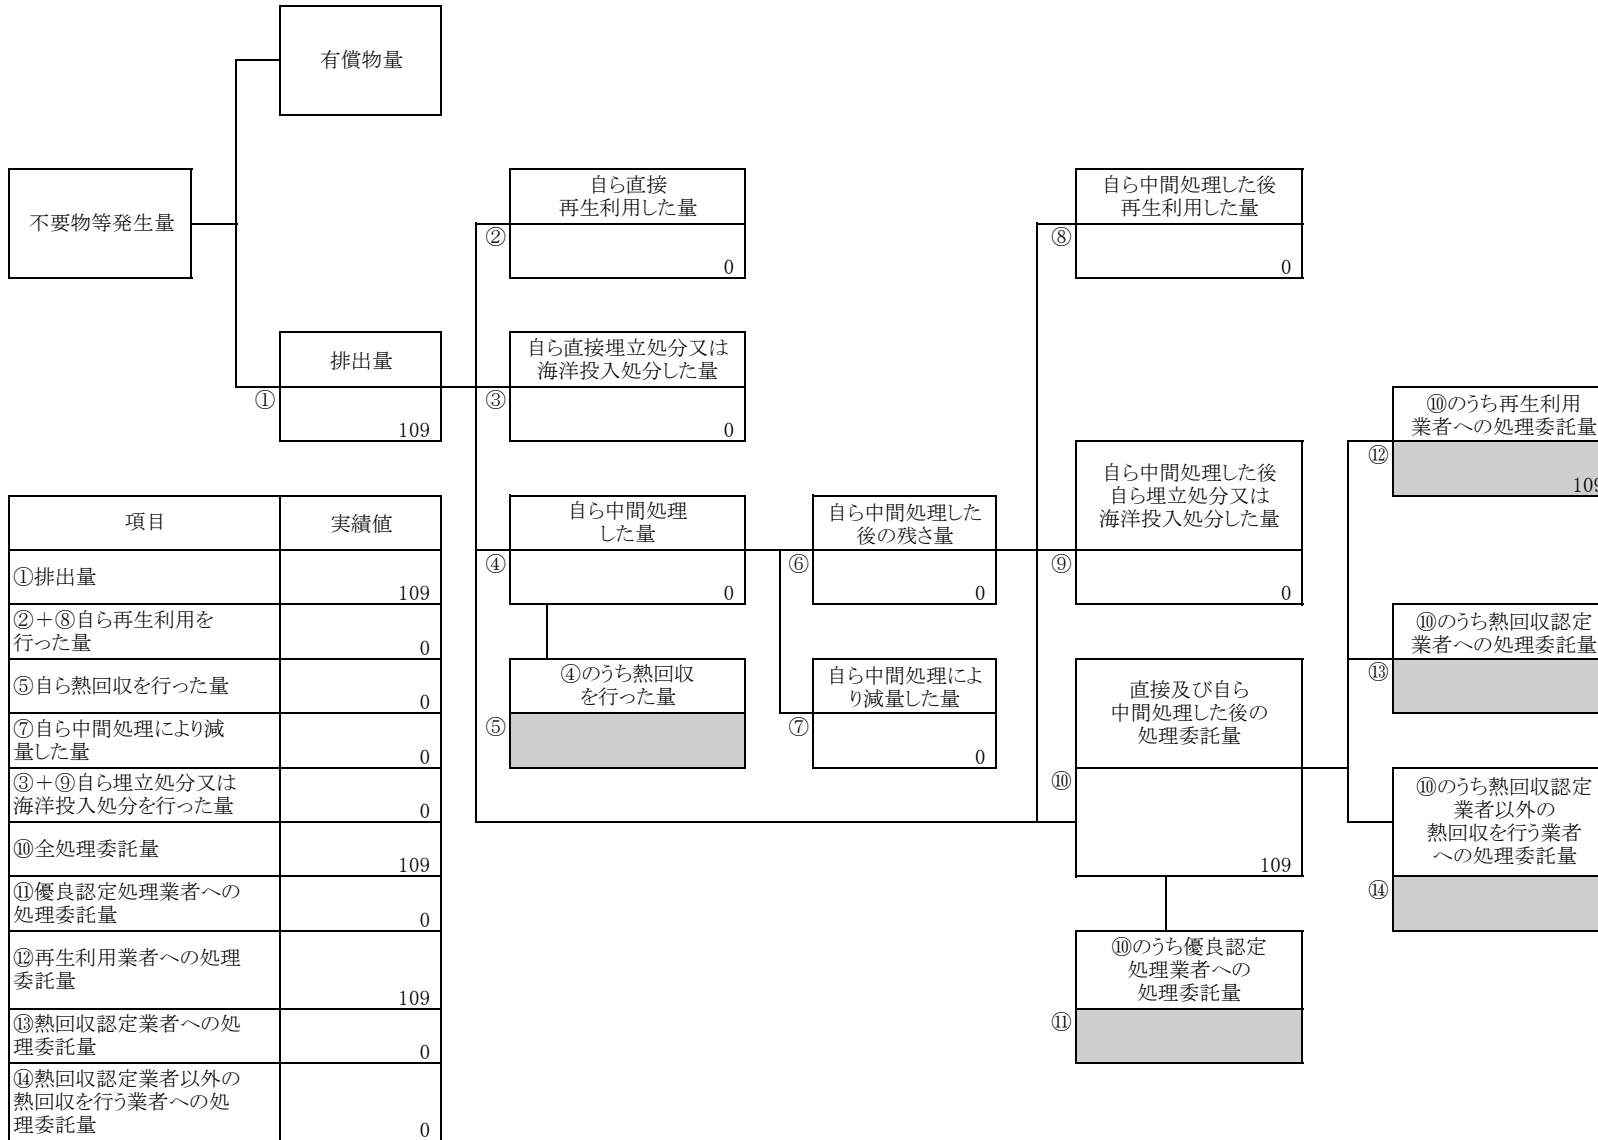 有償物量
不要物等発生量
自ら直接
再生利用した量
②
0
自ら中間処理した後
再生利用した量
⑧
0
排出量
①
109
自ら直接埋立処分又は
海洋投入処分した量
③
0
⑩のうち再生利用
業者への処理委託量
⑫
109
自ら中間処理
した量
④
0
自ら中間処理した
後の残さ量
⑥
0
自ら中間処理した後
自ら埋立処分又は
海洋投入処分した量
⑨
0
④のうち熱回収
を行った量
⑤
自ら中間処理によ
り減量した量
⑦
0
直接及び自ら
中間処理した後の
処理委託量
⑩
109
⑩のうち熱回収認定
業者への処理委託量
⑬
⑩のうち熱回収認定
業者以外の
熱回収を行う業者
への処理委託量
⑭
⑩のうち優良認定
処理業者への
処理委託量
⑪
項目 実績値
①排出量
109
②+⑧自ら再生利用を
行った量
0
⑤自ら熱回収を行った量
0
⑦自ら中間処理により減
量した量
0
③+⑨自ら埋立処分又は
海洋投入処分を行った量
0
⑩全処理委託量
109
⑪優良認定処理業者への
処理委託量
0
⑫再生利用業者への処理
委託量
109
⑬熱回収認定業者への処
理委託量
0
⑭熱回収認定業者以外の
熱回収を行う業者への処
理委託量
0